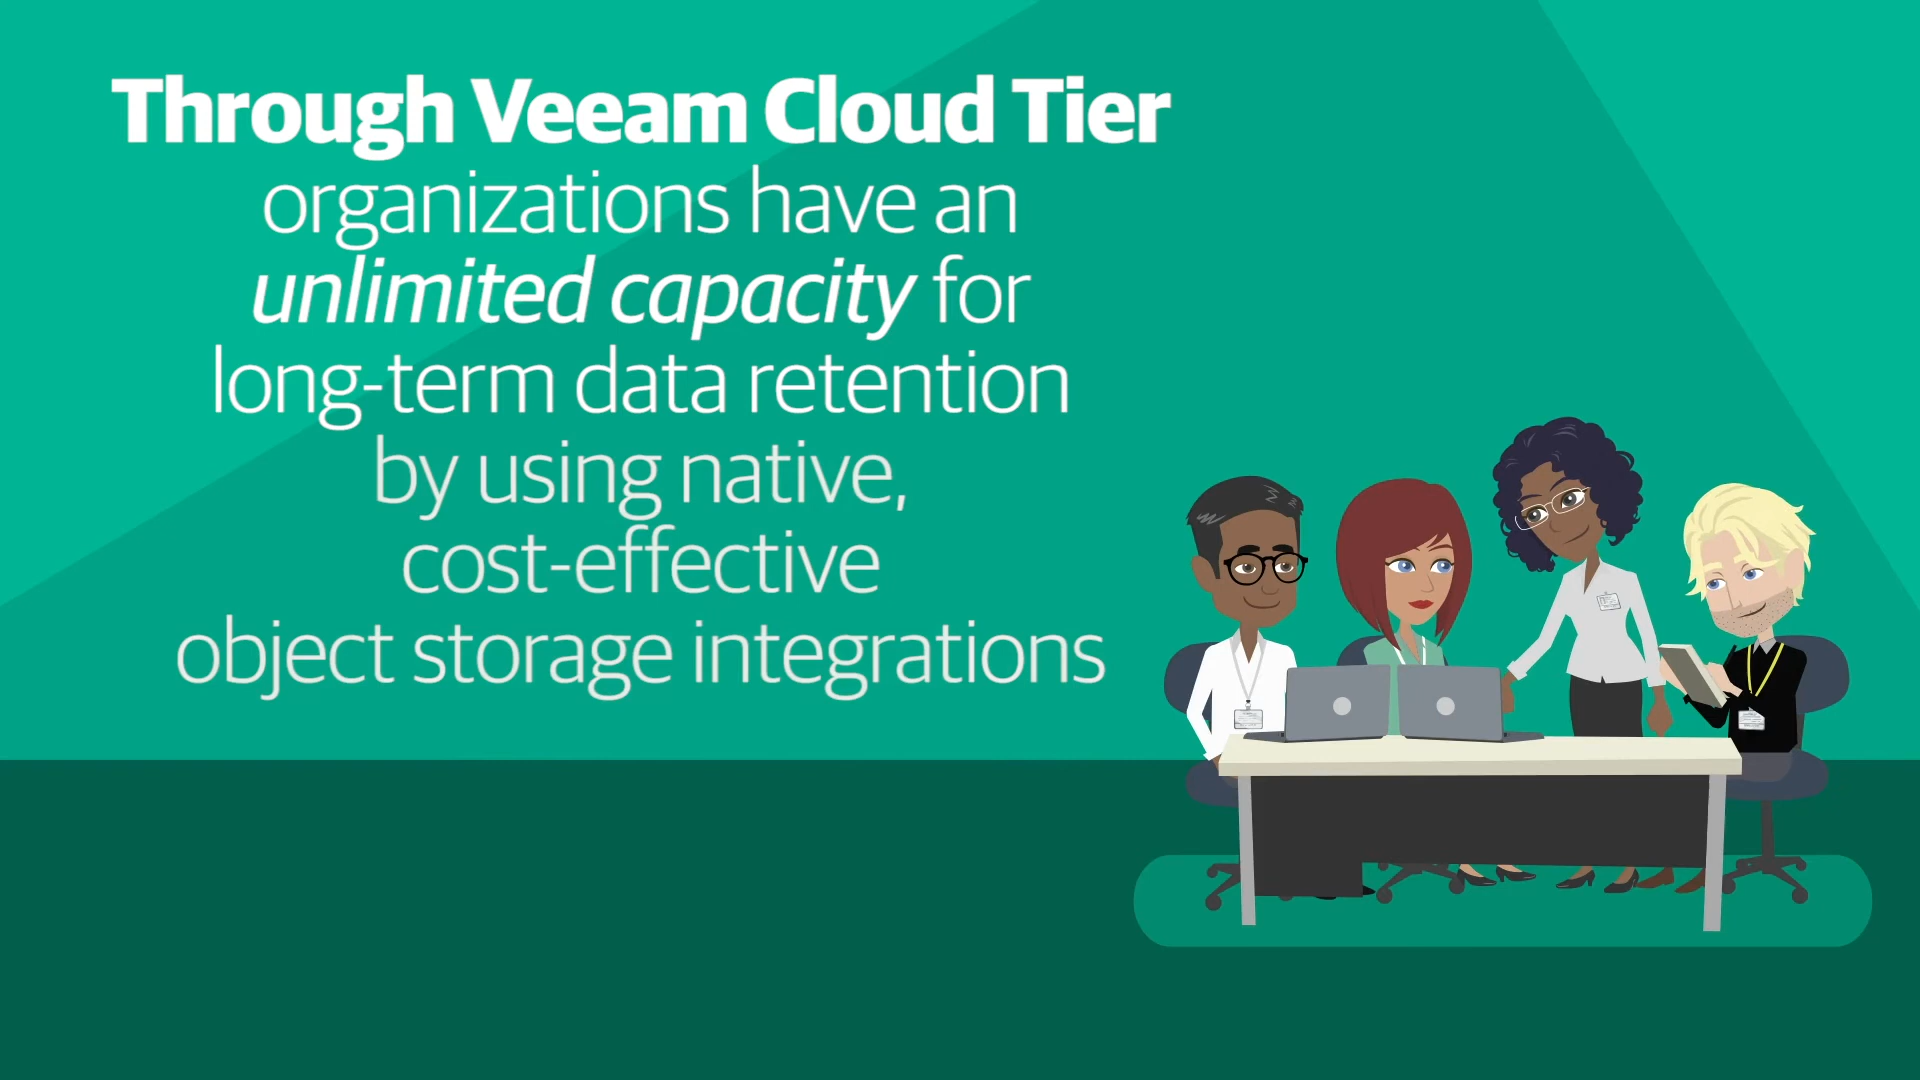 Through Veeam Cloud Tier
organizations have an
unlimited capacity for
long-term data retention
by using native,
cost-effective
object storage integrations